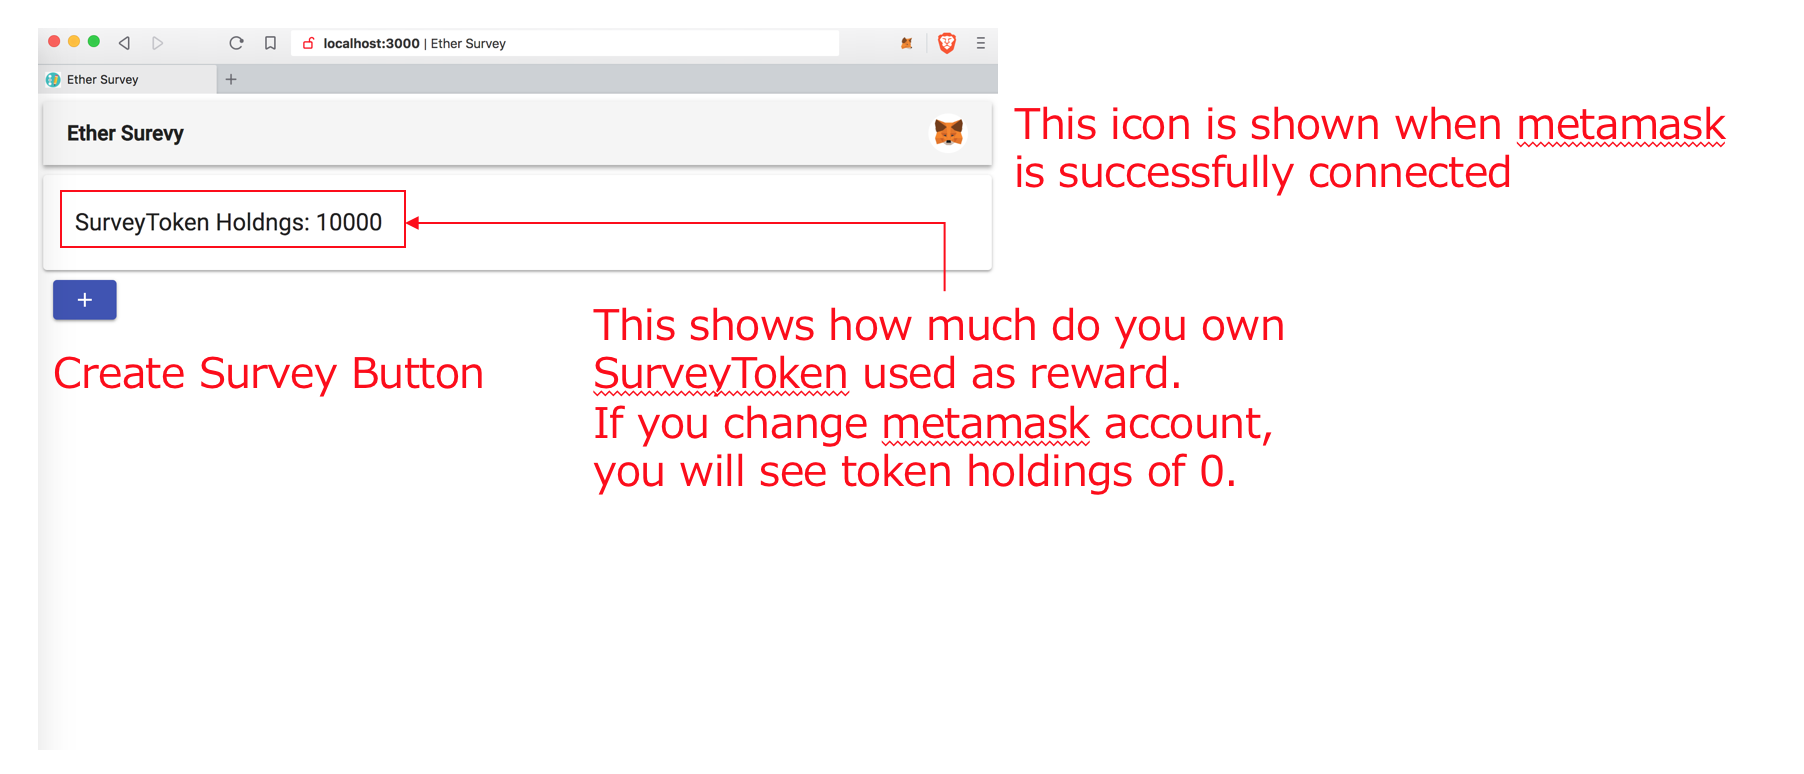 localhost:3000 | Ether Survey
Ether Survey
Ether Surevy
This icon is shown when metamask
is successfully connected
SurveyToken Holdngs: 10000
+
Create Survey Button
This shows how much do you own
SurveyToken used as reward.
If you change metamask account,
you will see token holdings of 0.